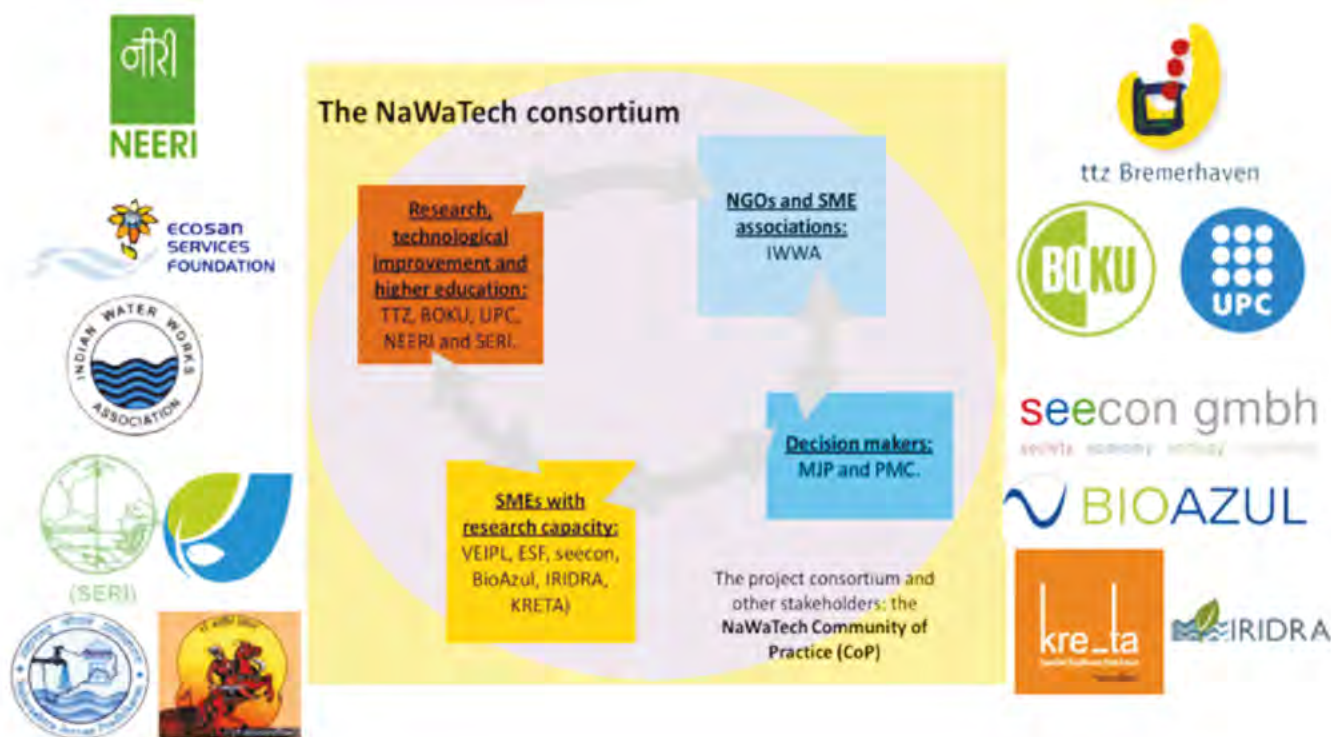 नीरी
NEERI
ecosan
SERVICES
FOUNDATION
INDIAN WATER WORKS
ASSOCIATION
(SERI)
The NaWaTech consortium
Research,
technological
improvement and
higher education:
TTZ, BOKU, UPC,
NEERI and SERI.
NGOs and SME
associations:
IWWA
SMEs with
research capacity:
VEIPL, ESF, seecon,
BioAzul, IRIDRA,
KRETA)
Decision makers:
MJP and PMC.
The project consortium and
other stakeholders: the
NaWaTech Community of
Practice (CoP)
ttz Bremerhaven
BOKU
UPC
seecon gmbh
society economy ecology
BIOAZUL
kre_ta
IRIDRA